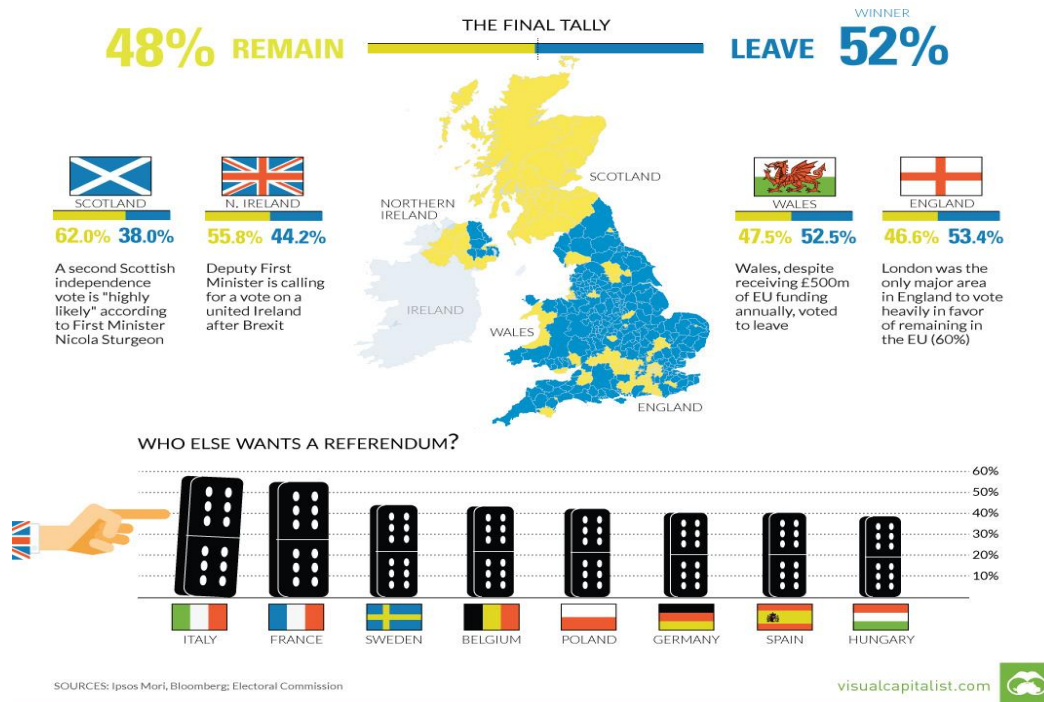 WINNER
THE FINAL TALLY
48% REMAIN
LEAVE 52%
SCOTLAND
62.0% 38.0%
A second Scottish
independence
vote is "highly
likely" according
to First Minister
Nicola Sturgeon
N. IRELAND
55.8% 44.2%
Deputy First
Minister is calling
for a vote on a
united Ireland
after Brexit
SCOTLAND
NORTHERN
IRELAND
IRELAND
WALES
ENGLAND
WALES
47.5% 52.5%
Wales, despite
receiving £500m
of EU funding
annually, voted
to leave
ENGLAND
46.6% 53.4%
London was the
only major area
in England to vote
heavily in favor
of remaining in
the EU (60%)
WHO ELSE WANTS A REFERENDUM?
60%
50%
40%
30%
20%
10%
ITALY
FRANCE
SWEDEN
BELGIUM
POLAND
GERMANY
SPAIN
HUNGARY
SOURCES: Ipsos Mori, Bloomberg; Electoral Commission
visualcapitalist.com